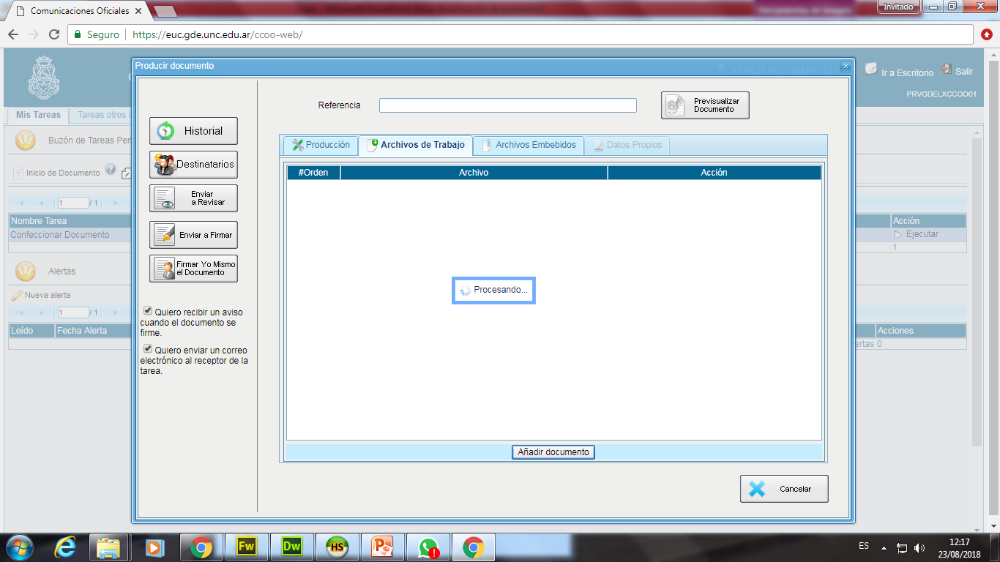 Comunicaciones Oficiales
Invitado
Seguro
https://euc.gde.unc.edu.ar/ccoo-web/
Producir documento
Ir a Escritorio
Salir
PRVGDELXCCOO01
Mis Tareas
Tareas otros
Buzón de Tareas Pen
Inicio de Documento
1 / 1
Nombre Tarea
Acción
Confeccionar Documento
Ejecutar
1
Alertas
Nueva alerta
1 / 1
Leído
Fecha Alerta
Acciones
ertas 0
Historial
Destinatarios
Enviar
a Revisar
Enviar a Firmar
Firmar Yo Mismo
el Documento
Quiero recibir un aviso
cuando el documento se
firme.
Quiero enviar un correo
electrónico al receptor de la
tarea.
Referencia
Previsualizar
Documento
Producción
Archivos de Trabajo
Archivos Embebidos
Datos Propios
#Orden
Archivo
Acción
Procesando...
Añadir documento
Cancelar
Fw
Dw
HS
P
ES
12:17
23/08/2018